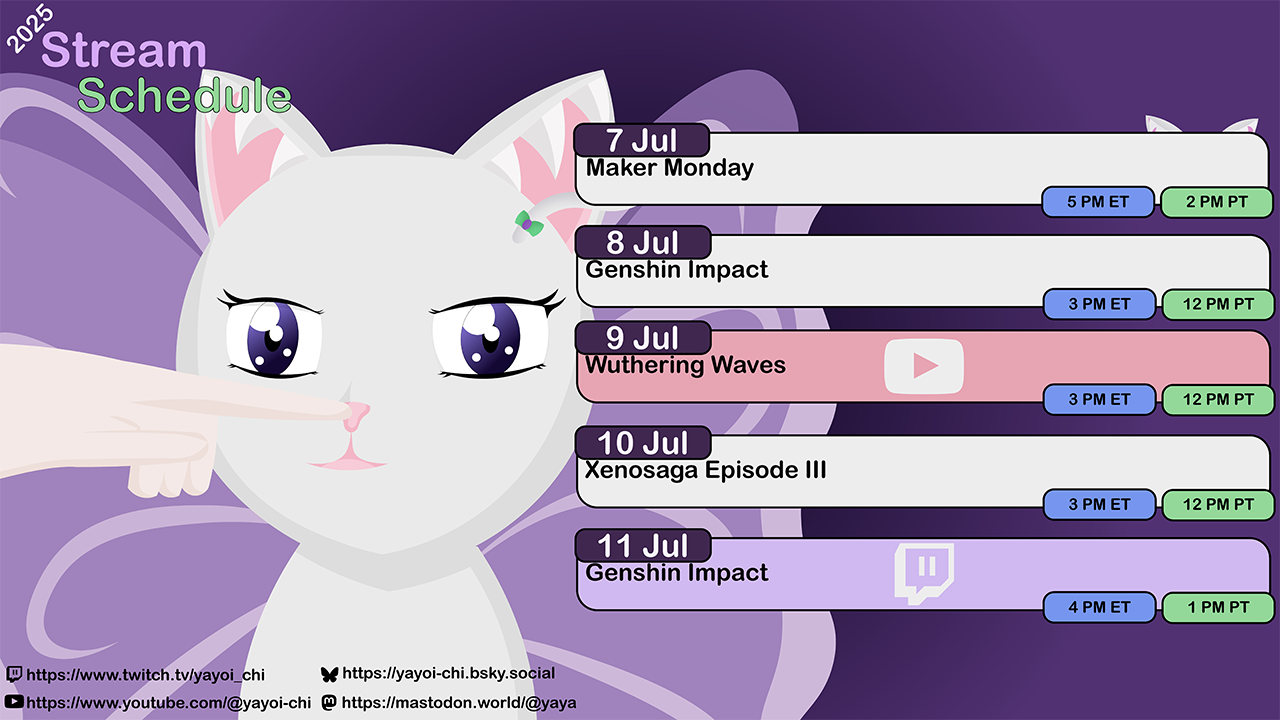 2025
Stream
Schedule
7 Jul
Maker Monday
5 PM ET
2 PM PT
8 Jul
Genshin Impact
3 PM ET
12 PM PT
9 Jul
Wuthering Waves
3 PM ET
12 PM PT
10 Jul
Xenosaga Episode III
3 PM ET
12 PM PT
11 Jul
Genshin Impact
4 PM ET
1 PM PT
https://www.twitch.tv/yayoi_chi
https://yayoi-chi.bsky.social
https://www.youtube.com/@yayoi-chi
https://mastodon.world/@yaya